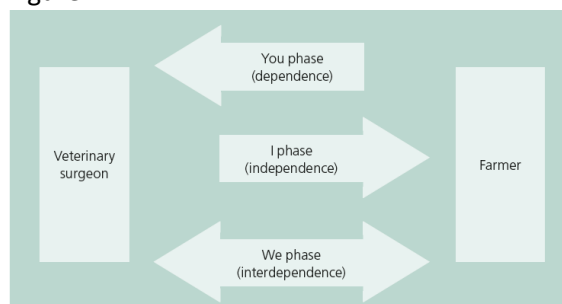 You phase
(dependence)
I phase
(independence)
We phase
(interdependence)
Veterinary
surgeon
Farmer